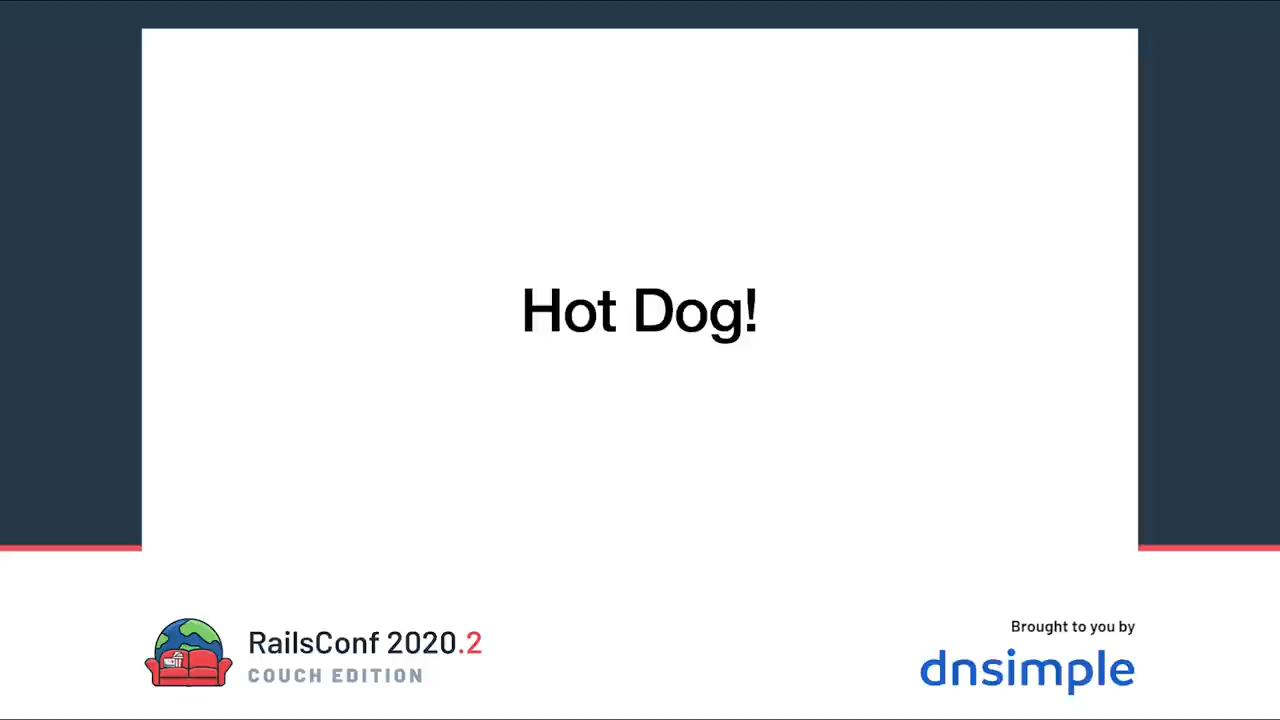 Hot Dog!
RailsConf 2020.2
COUCH EDITION
Brought to you by
dnsimple